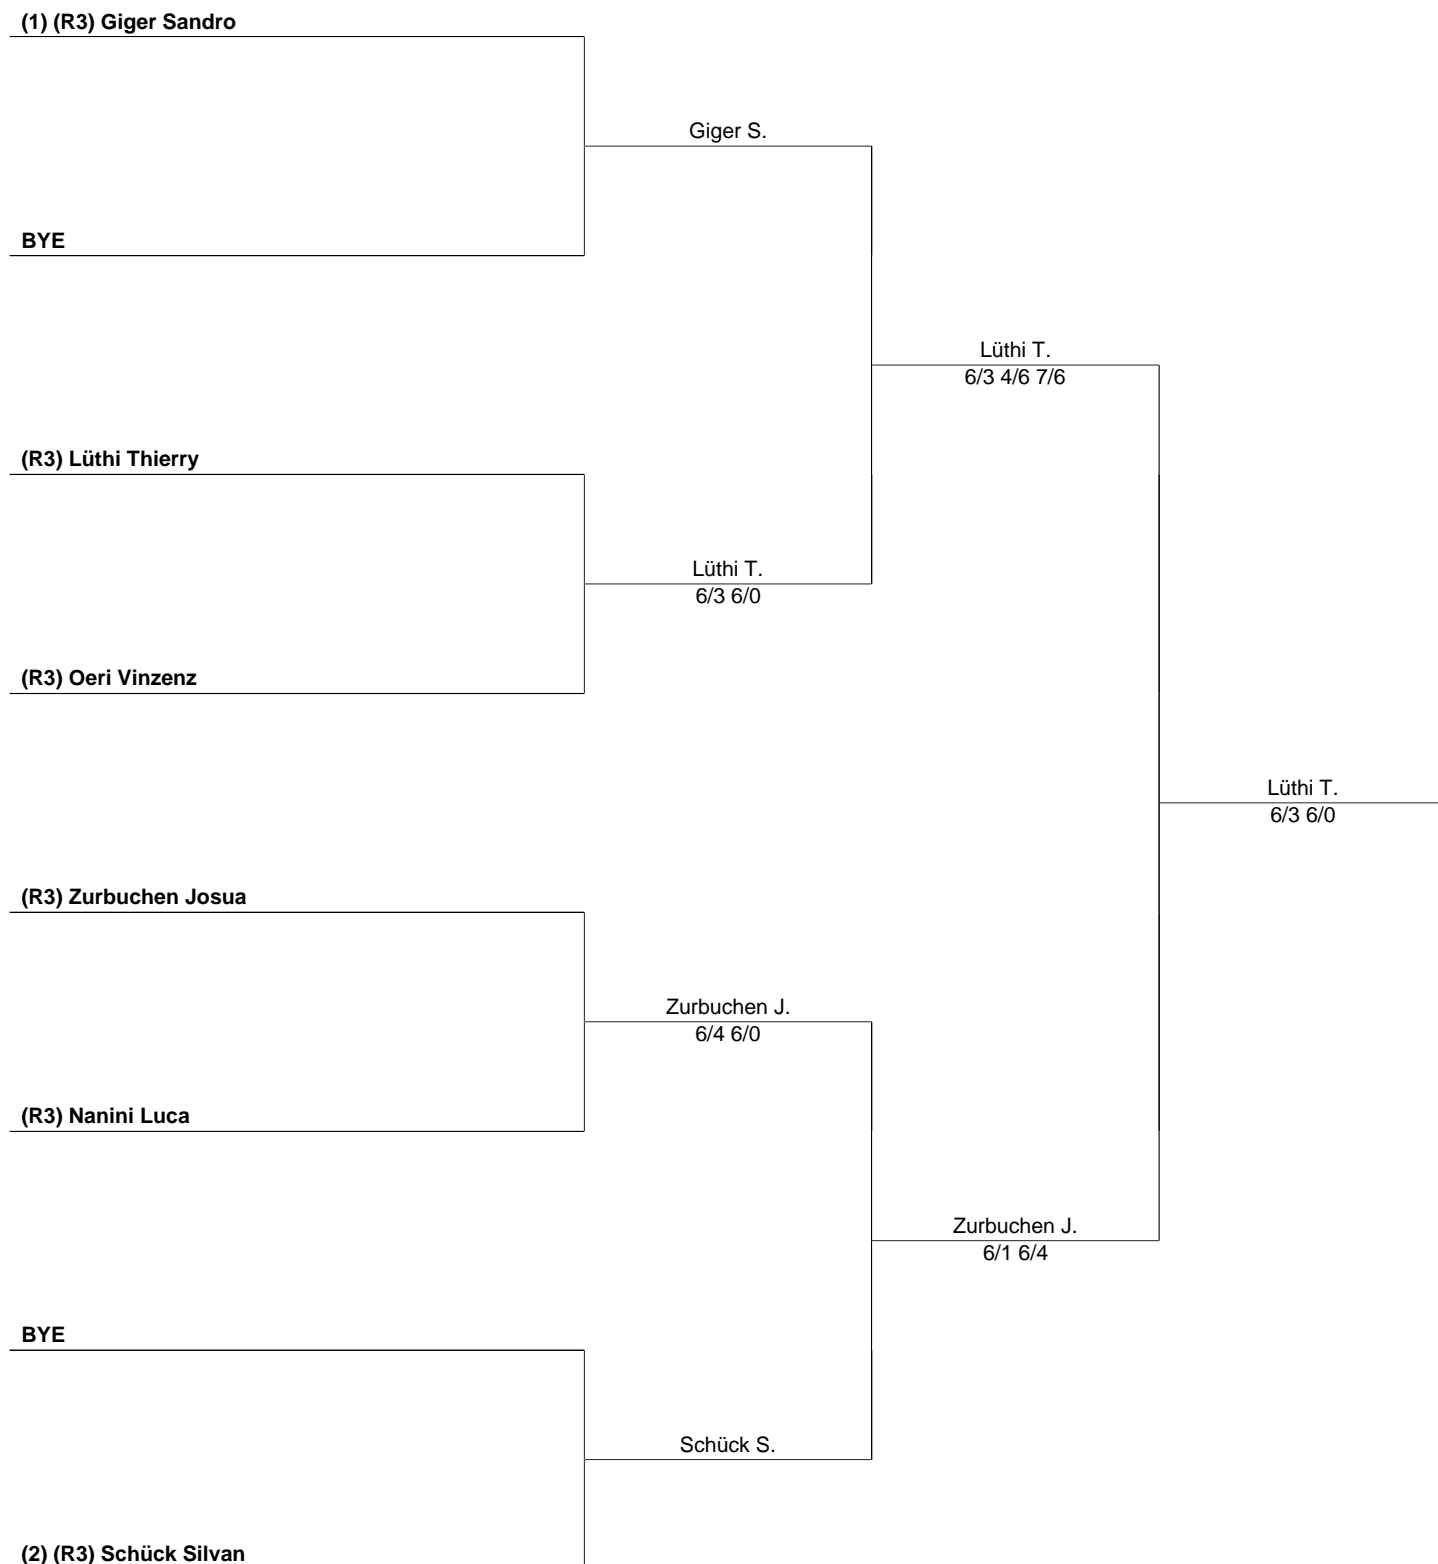 (1) (R3) Giger Sandro
Giger S.
BYE
Lüthi T.
6/3 4/6 7/6
(R3) Lüthi Thierry
Lüthi T.
6/3 6/0
(R3) Oeri Vinzenz
Lüthi T.
6/3 6/0
(R3) Zurbuchen Josua
Zurbuchen J.
6/4 6/0
(R3) Nanini Luca
Zurbuchen J.
6/1 6/4
BYE
Schück S.
(2) (R3) Schück Silvan